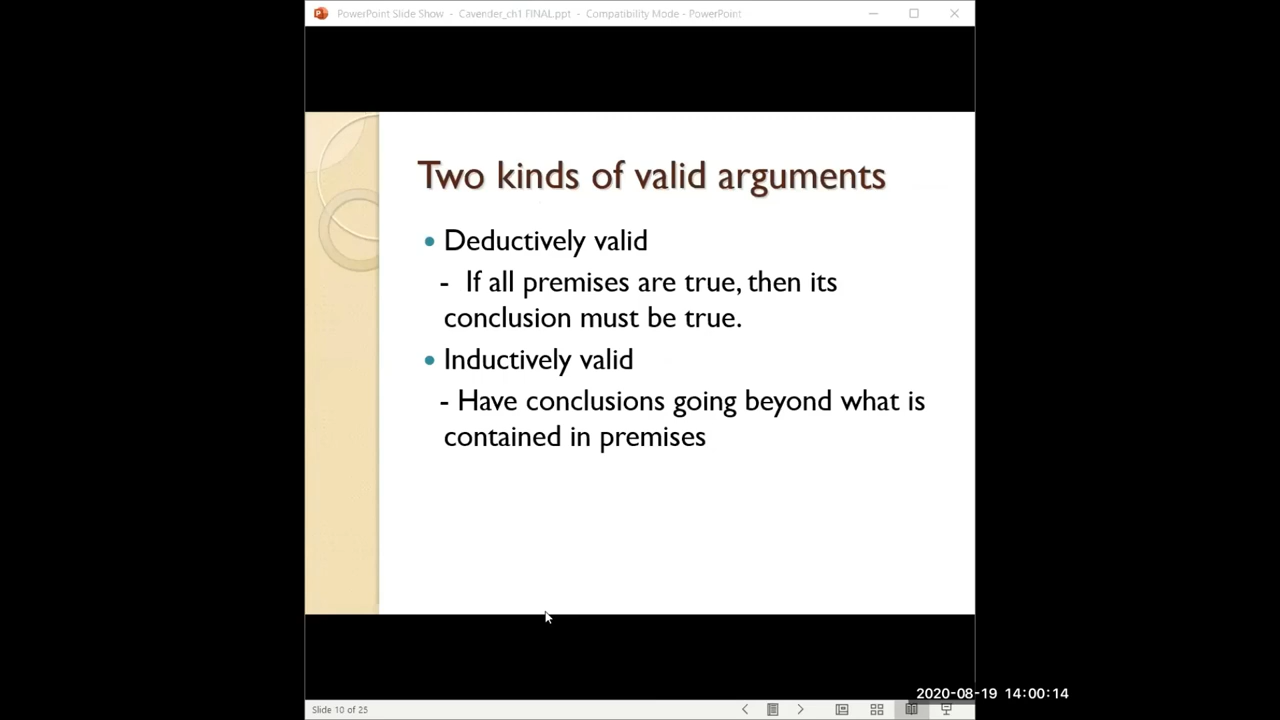 PowerPoint Slide Show - Cavender_ch1 FINAL.ppt - Compatibility Mode - PowerPoint
Two kinds of valid arguments
• Deductively valid
- If all premises are true, then its
conclusion must be true.
• Inductively valid
- Have conclusions going beyond what is
contained in premises
2020-08-19 14:00:14
Slide 10 of 25